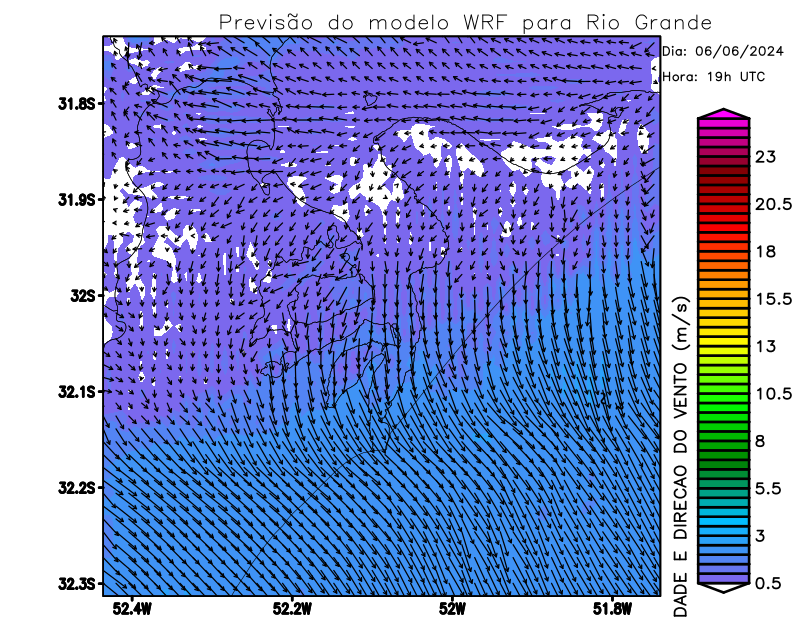 Previsão do modelo WRF para Rio Grande
Dia: 06/06/2024
Hora: 19h UTC
31.8S
31.9S
32S
32.1S
32.2S
32.3S
52.4W
52.2W
52W
51.8W
23
20.5
18
15.5
13
10.5
8
5.5
3
0.5
DADE E DIRECAO DO VENTO (m/s)